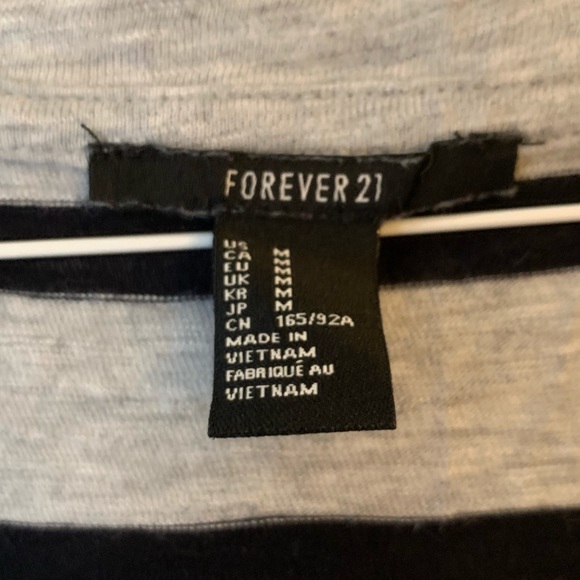 FOREVER 21
US M
CA M
EU M
UK M
KR M
JP M
CN 165/92A
MADE IN
VIETNAM
FABRIQUÉ AU
VIETNAM